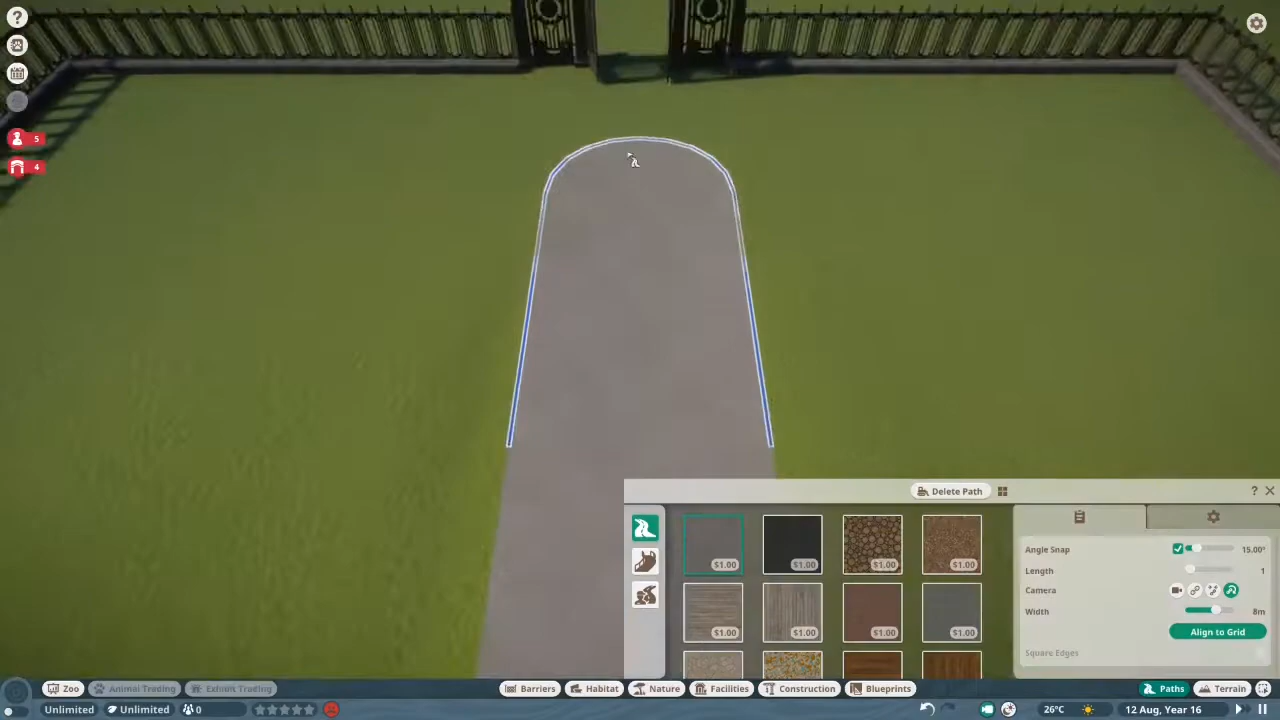 ?
5
4
Delete Path
? ×
$1.00 $1.00 $1.00 $1.00
$1.00 $1.00 $1.00 $1.00
Angle Snap 15.00°
Length 1
Camera
Width 8m
Align to Grid
Square Edges
Zoo Animal Trading Exhibit Trading Barriers Habitat Nature Facilities Construction Blueprints Paths Terrain
Unlimited Unlimited 0 26°C 12 Aug, Year 16